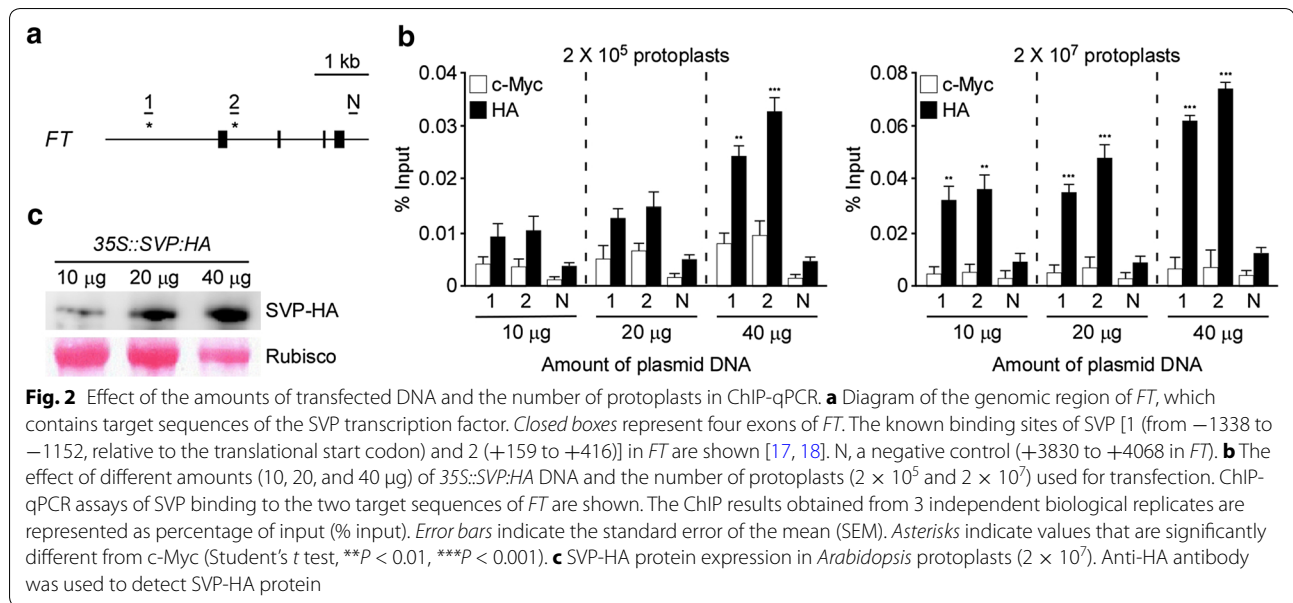 a
1 kb
1
2
N
*
*
FT
b
2 X 10⁵ protoplasts
0.04
0.03
0.02
0.01
0
% Input
c-Myc
HA
**
***
1 2 N 1 2 N 1 2 N
10 μg 20 μg 40 μg
Amount of plasmid DNA
2 X 10⁷ protoplasts
0.08
0.06
0.04
0.02
0
% Input
c-Myc
HA
** ** *** *** *** ***
1 2 N 1 2 N 1 2 N
10 μg 20 μg 40 μg
Amount of plasmid DNA
c
35S::SVP:HA
10 μg 20 μg 40 μg
SVP-HA
Rubisco
Fig. 2 Effect of the amounts of transfected DNA and the number of protoplasts in ChIP-qPCR. a Diagram of the genomic region of FT, which
contains target sequences of the SVP transcription factor. Closed boxes represent four exons of FT. The known binding sites of SVP [1 (from −1338 to
−1152, relative to the translational start codon) and 2 (+159 to +416)] in FT are shown [17, 18]. N, a negative control (+3830 to +4068 in FT). b The
effect of different amounts (10, 20, and 40 μg) of 35S::SVP:HA DNA and the number of protoplasts (2 × 10⁵ and 2 × 10⁷) used for transfection. ChIP-
qPCR assays of SVP binding to the two target sequences of FT are shown. The ChIP results obtained from 3 independent biological replicates are
represented as percentage of input (% input). Error bars indicate the standard error of the mean (SEM). Asterisks indicate values that are significantly
different from c-Myc (Student's t test, **P < 0.01, ***P < 0.001). c SVP-HA protein expression in Arabidopsis protoplasts (2 × 10⁷). Anti-HA antibody
was used to detect SVP-HA protein